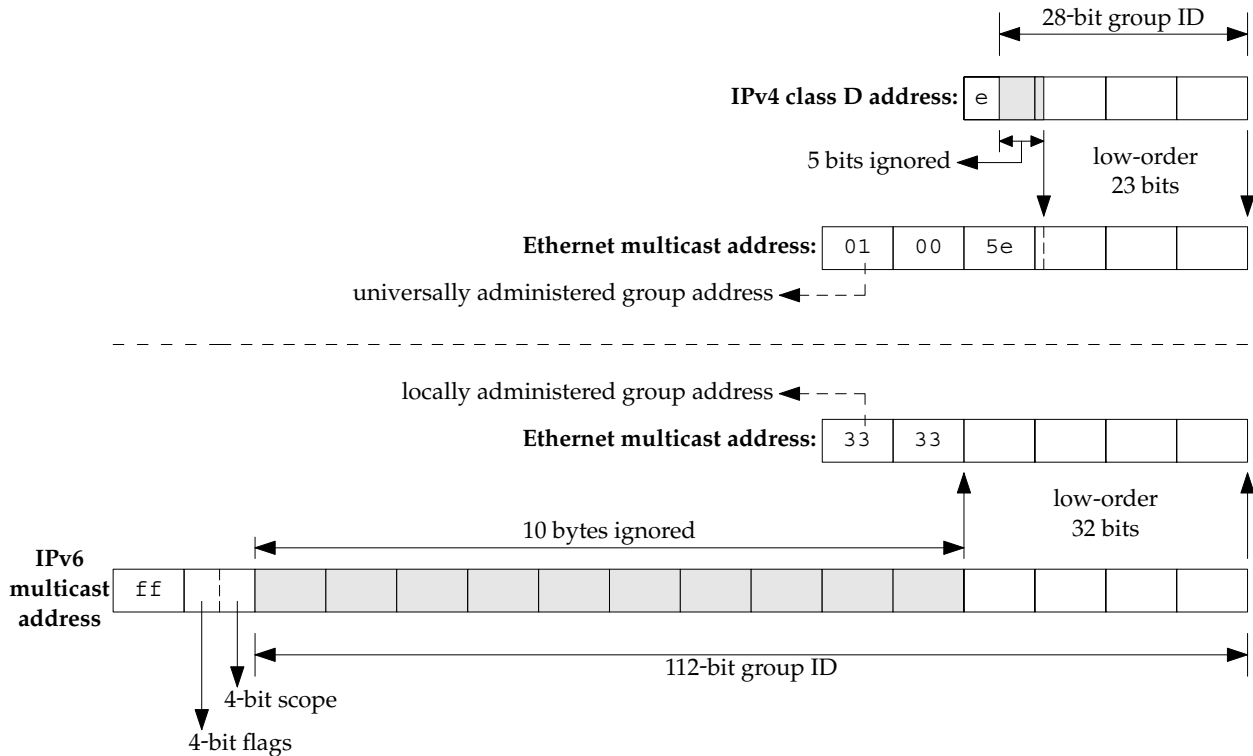 28-bit group ID
IPv4 class D address: e
5 bits ignored
low-order
23 bits
Ethernet multicast address: 01 00 5e
universally administered group address
locally administered group address
Ethernet multicast address: 33 33
low-order
32 bits
10 bytes ignored
IPv6
multicast
address
ff
112-bit group ID
4-bit scope
4-bit flags